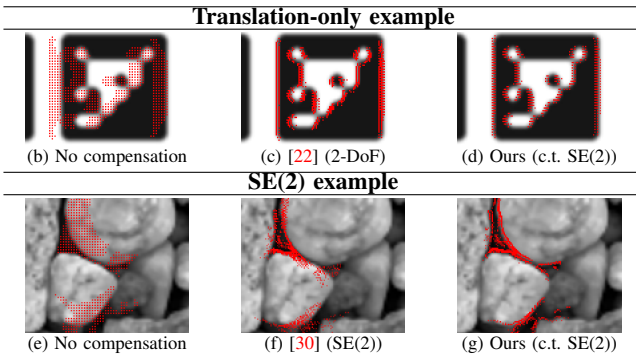 Translation-only example
(b) No compensation (c) [22] (2-DoF) (d) Ours (c.t. SE(2))
SE(2) example
(e) No compensation (f) [30] (SE(2)) (g) Ours (c.t. SE(2))